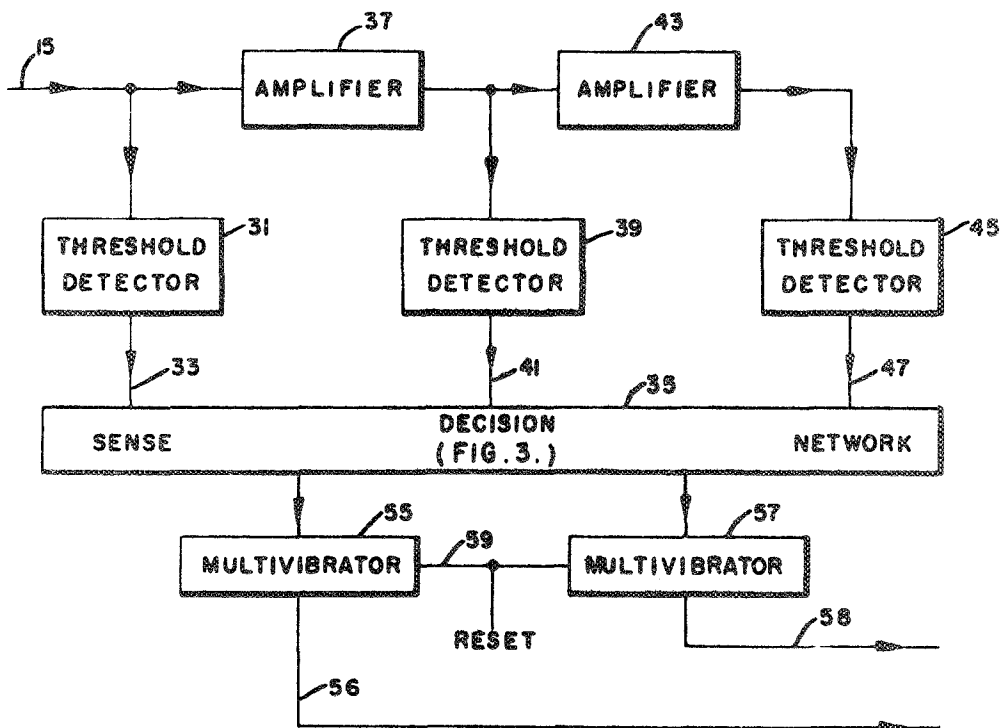 15
37
AMPLIFIER
43
AMPLIFIER
31
THRESHOLD
DETECTOR
39
THRESHOLD
DETECTOR
45
THRESHOLD
DETECTOR
33
41
47
35
SENSE DECISION NETWORK
(FIG. 3.)
55
MULTIVIBRATOR
59
57
MULTIVIBRATOR
RESET
58
56